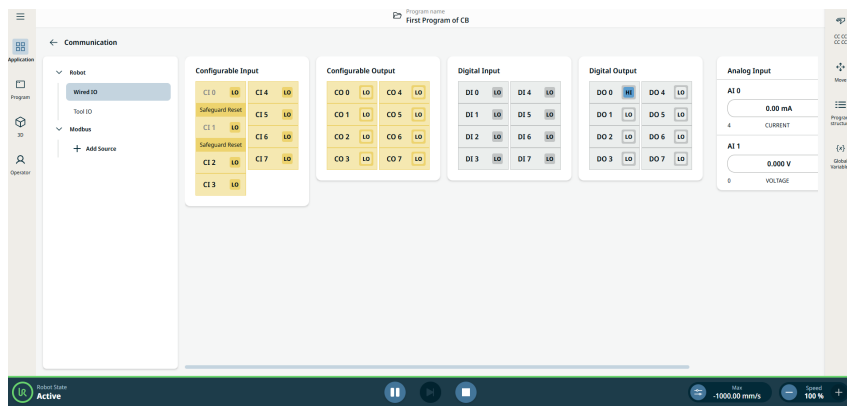 Program name
First Program of CB
Communication
Application
Program
3D
Operator
Robot
Wired IO
Tool IO
Modbus
Add Source
Configurable Input
CI 0 LO CI 4 LO
Safeguard Reset
CI 5 LO
CI 1 LO
CI 6 LO
Safeguard Reset
CI 2 LO CI 7 LO
CI 3 LO
Configurable Output
CO 0 LO CO 4 LO
CO 1 LO CO 5 LO
CO 2 LO CO 6 LO
CO 3 LO CO 7 LO
Digital Input
DI 0 LO DI 4 LO
DI 1 LO DI 5 LO
DI 2 LO DI 6 LO
DI 3 LO DI 7 LO
Digital Output
DO 0 HI DO 4 LO
DO 1 LO DO 5 LO
DO 2 LO DO 6 LO
DO 3 LO DO 7 LO
Analog Input
AI 0
0.00 mA
4 CURRENT
AI 1
0.000 V
0 VOLTAGE
CC CC
CC CC
Move
Program
structure
{x}
Global
Variables
UR
Robot State
Active
Max
-1000.00 mm/s
Speed
100 %